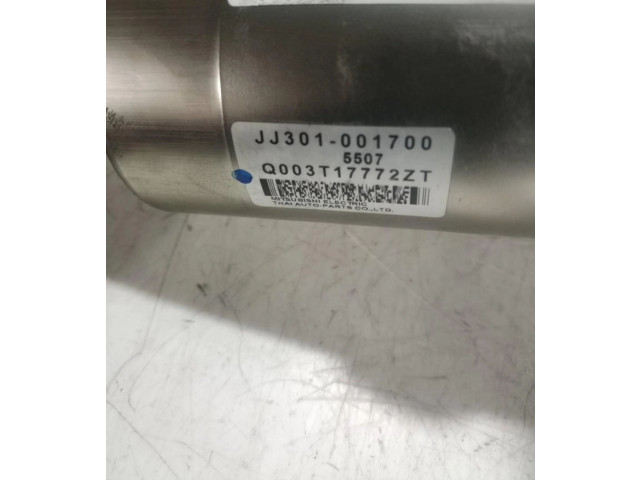 JJ301-001700
5507
Q003T17772ZT
MITSUBISHI ELECTRIC
THAI AUTO-PARTS CO.,LTD.